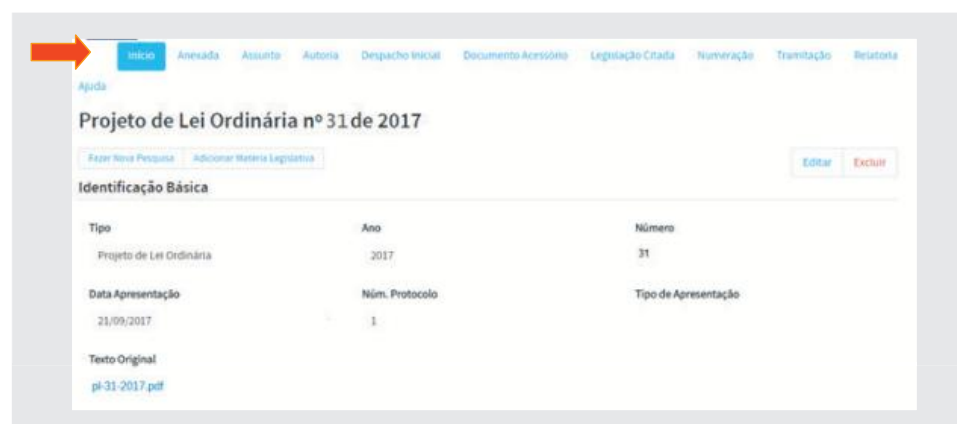 Início Anexada Assunto Autoria Despacho Inicial Documento Acessório Legislação Citada Numeração Tramitação Relatoria
Ajuda
Projeto de Lei Ordinária nº 31 de 2017
Fazer Nova Pesquisa Adicionar Matéria Legislativa Editar Excluir
Identificação Básica
Tipo Ano Número
Projeto de Lei Ordinária 2017 31
Data Apresentação Núm. Protocolo Tipo de Apresentação
21/09/2017 1
Texto Original
pl-31-2017.pdf